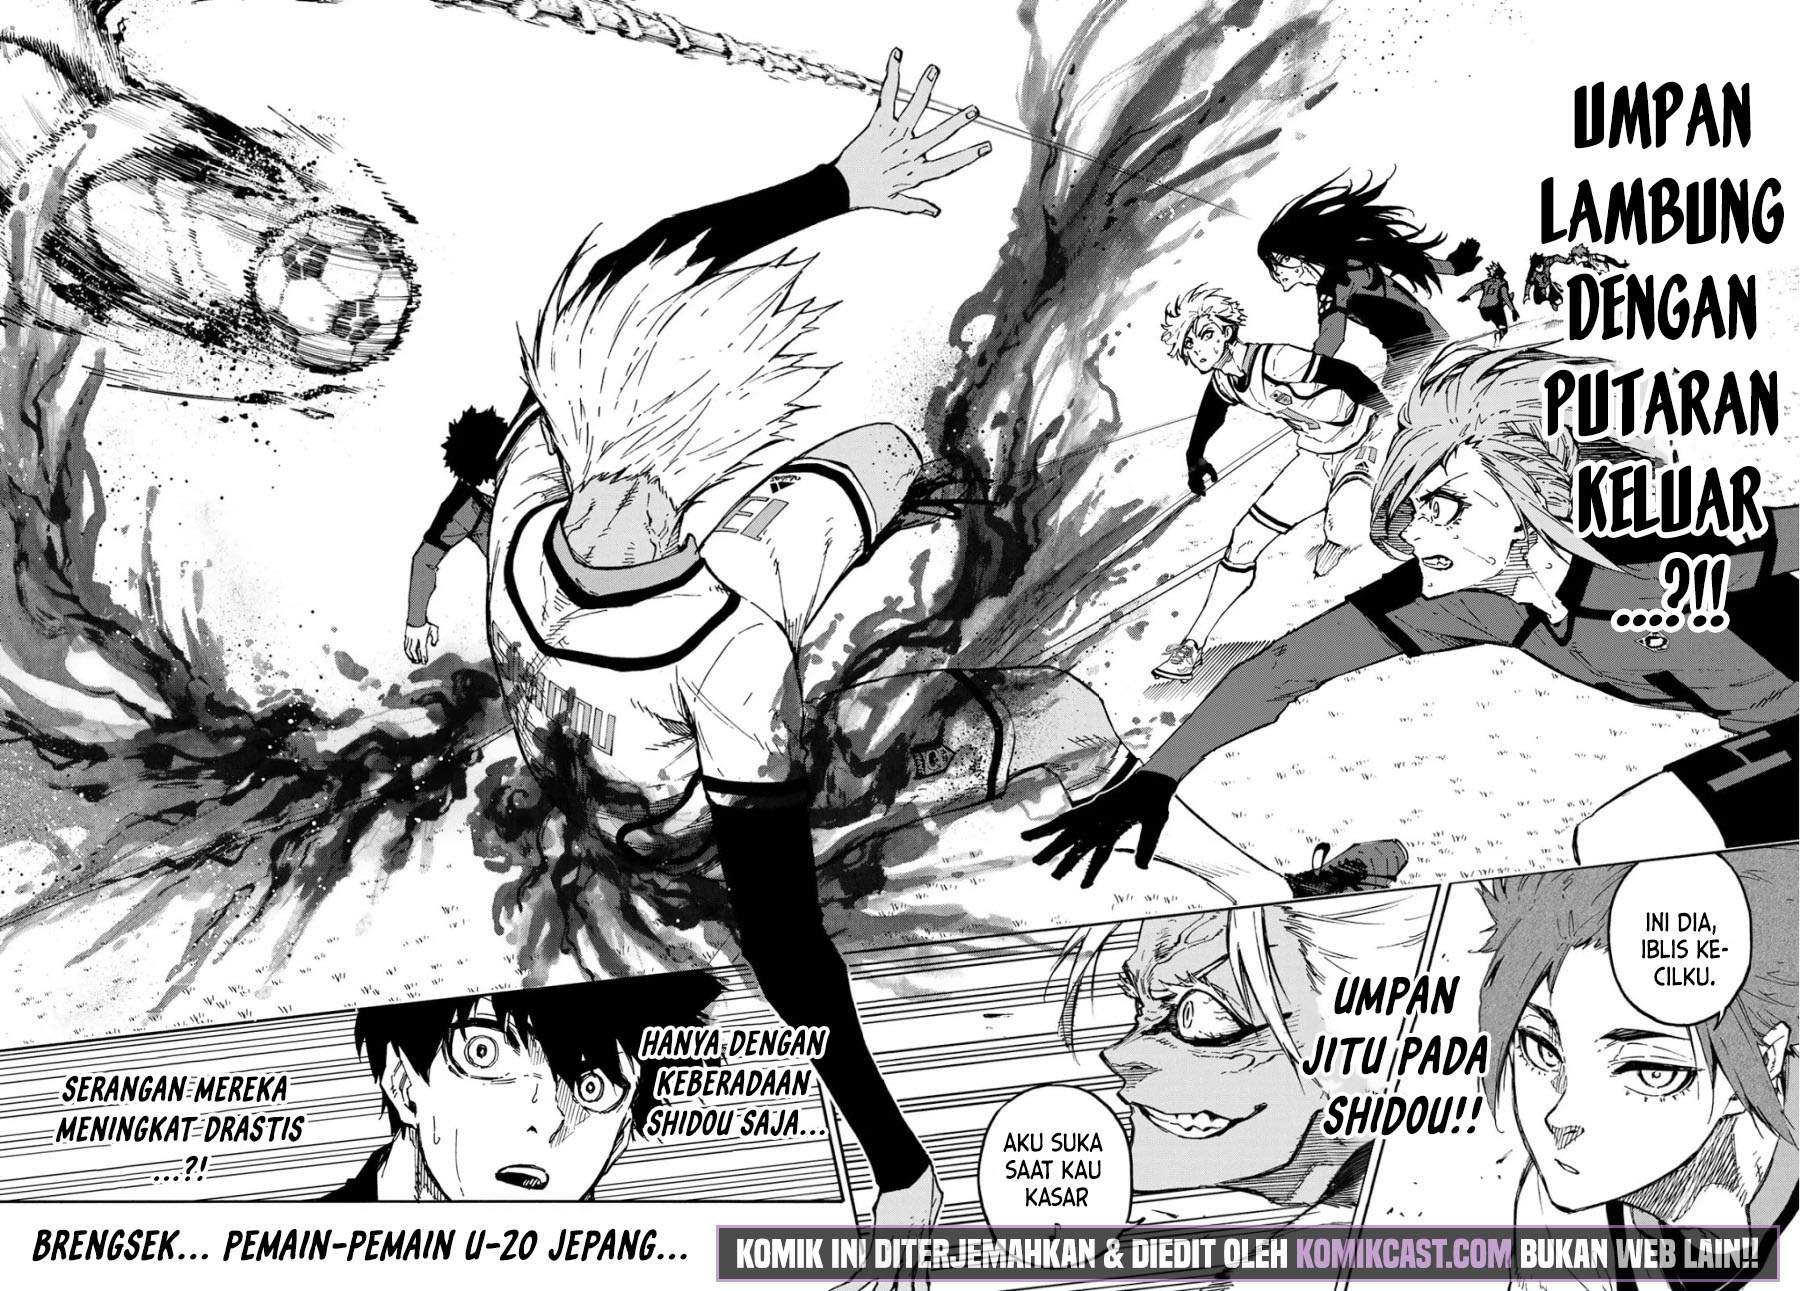 UMPAN
LAMBUNG
DENGAN
PUTARAN
KELUAR
....?!!
INI DIA,
IBLIS KE-
CILKU.
UMPAN
JITU PADA
SHIDOU!!
AKU SUKA
SAAT KAU
KASAR
HANYA DENGAN
KEBERADAAN
SHIDOU SAJA...
SERANGAN MEREKA
MENINGKAT DRASTIS
...?!
BRENGSEK... PEMAIN-PEMAIN U-20 JEPANG...
KOMIK INI DITERJEMAHKAN & DIEDIT OLEH KOMIKCAST.COM BUKAN WEB LAIN!!